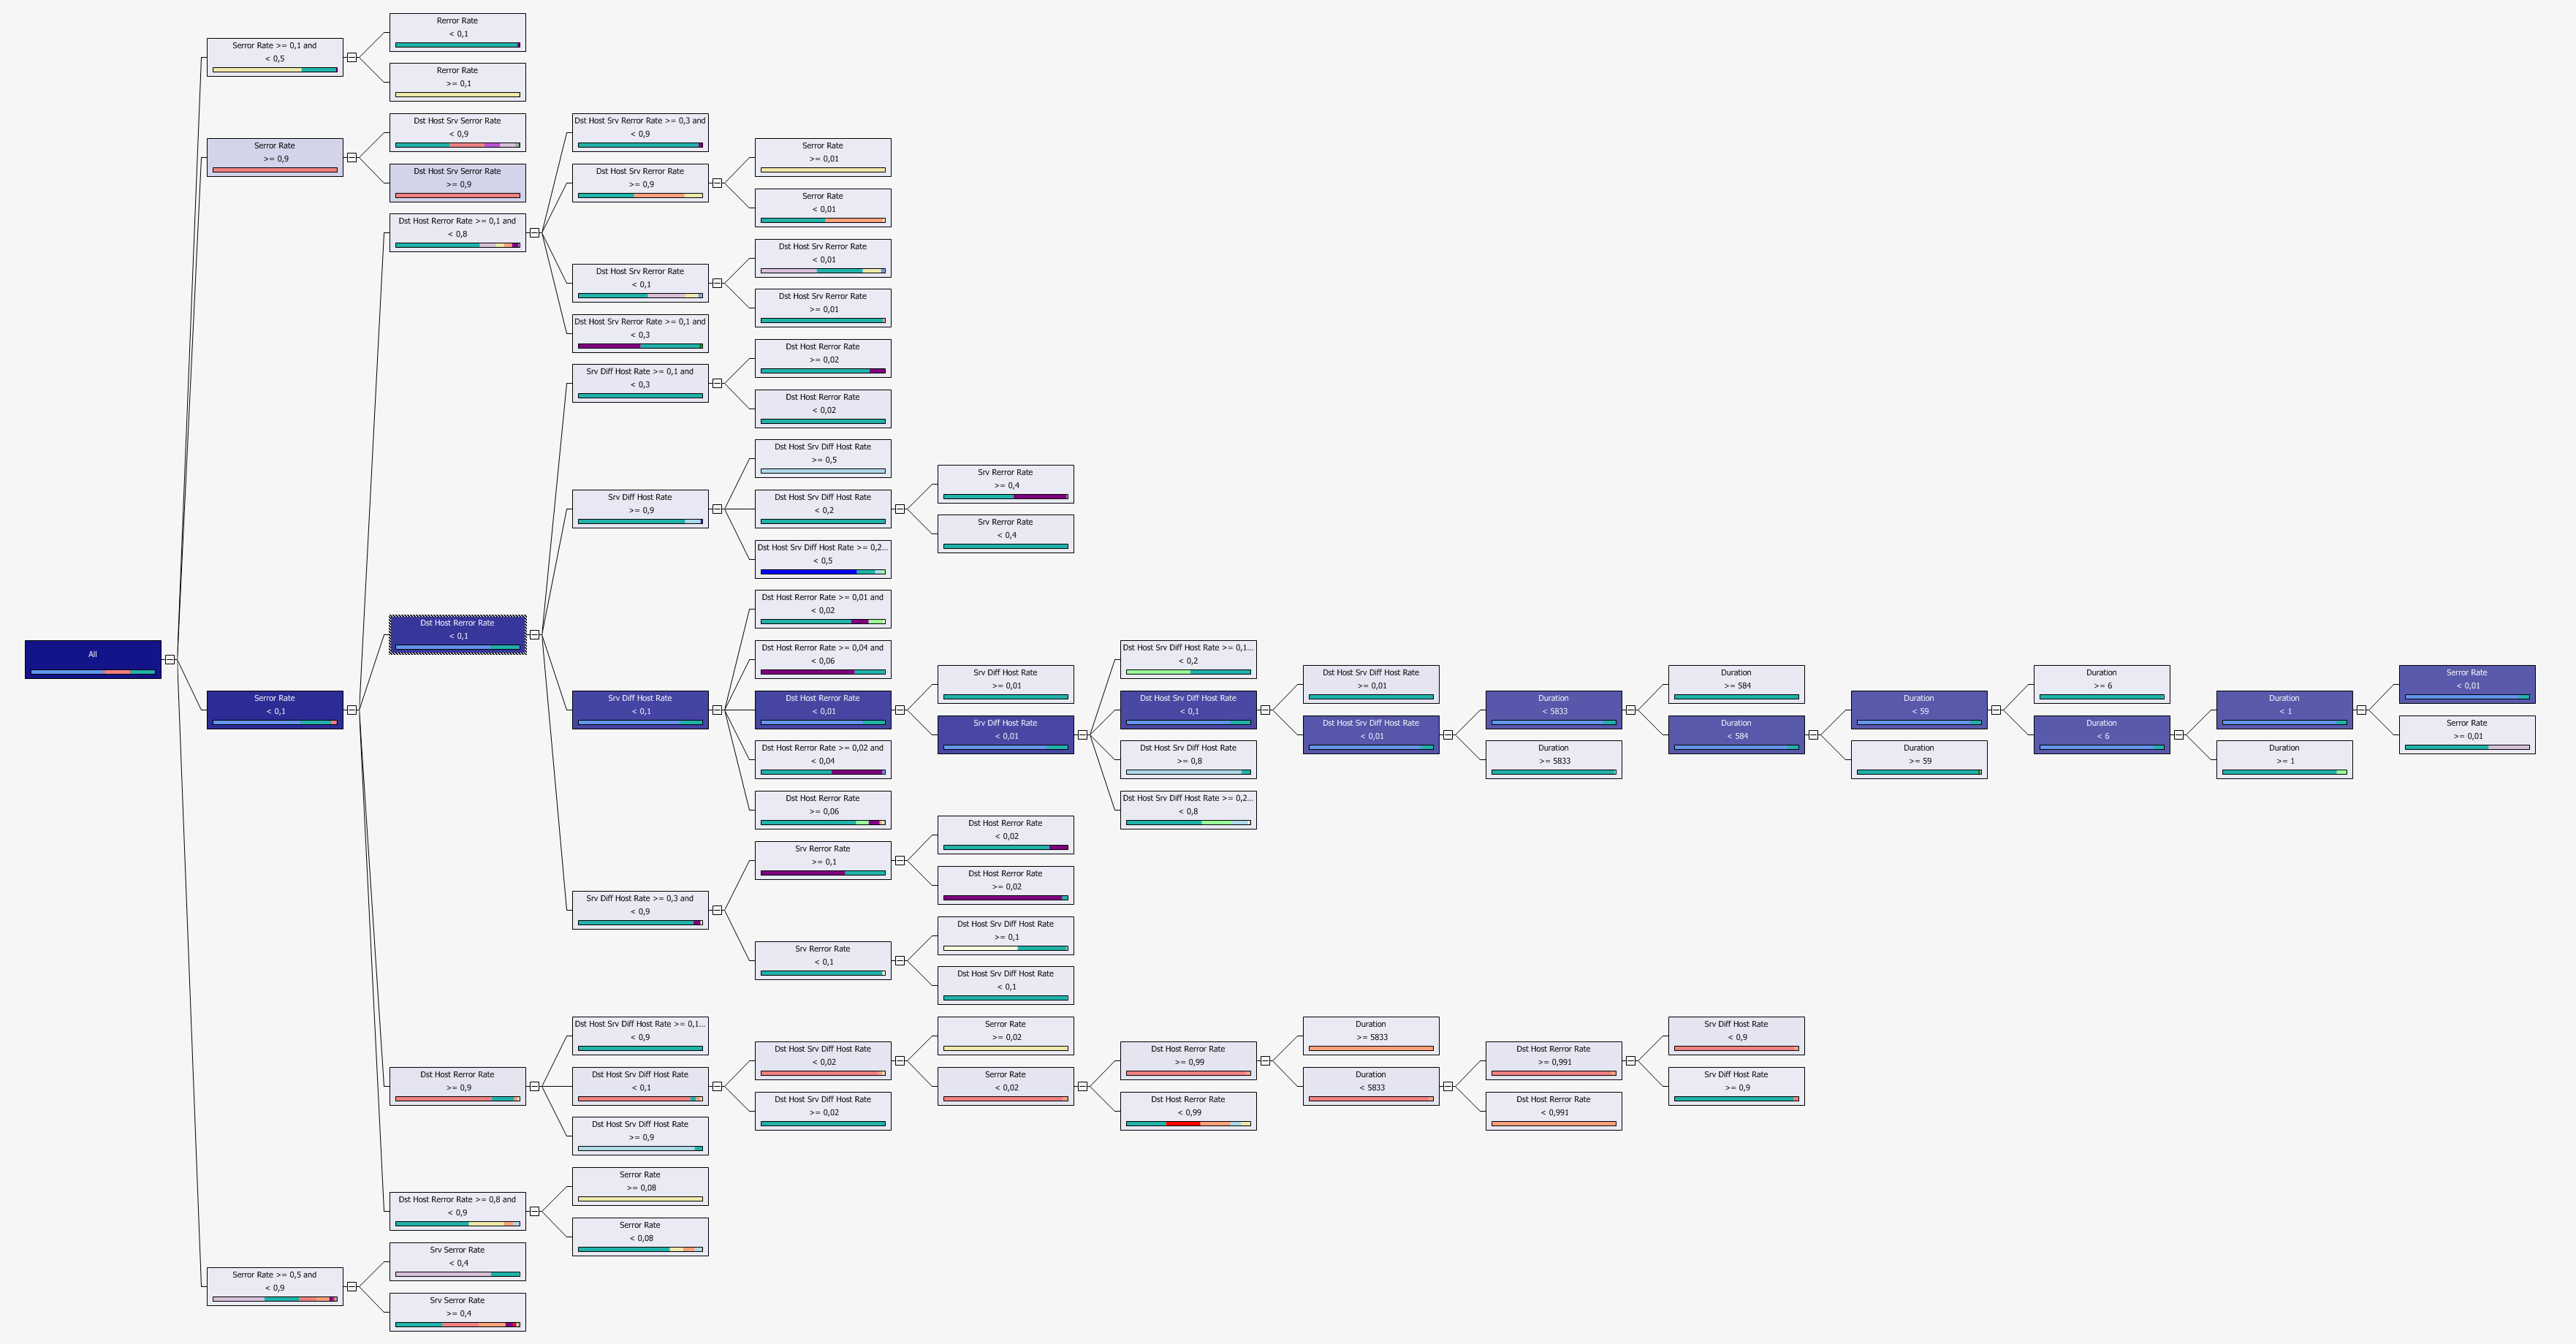 All
Serror Rate >= 0,1 and
< 0,5
Rerror Rate
< 0,1
Rerror Rate
>= 0,1
Serror Rate
>= 0,9
Dst Host Srv Serror Rate
< 0,9
Dst Host Srv Serror Rate
>= 0,9
Serror Rate
< 0,1
Dst Host Rerror Rate >= 0,1 and
< 0,8
Dst Host Srv Rerror Rate >= 0,3 and
< 0,9
Dst Host Srv Rerror Rate
>= 0,9
Serror Rate
>= 0,01
Serror Rate
< 0,01
Dst Host Srv Rerror Rate
< 0,1
Dst Host Srv Rerror Rate
< 0,01
Dst Host Srv Rerror Rate
>= 0,01
Dst Host Srv Rerror Rate >= 0,1 and
< 0,3
Dst Host Rerror Rate
< 0,1
Srv Diff Host Rate >= 0,1 and
< 0,3
Dst Host Rerror Rate
>= 0,02
Dst Host Rerror Rate
< 0,02
Srv Diff Host Rate
>= 0,9
Dst Host Srv Diff Host Rate
>= 0,5
Dst Host Srv Diff Host Rate
< 0,2
Srv Rerror Rate
>= 0,4
Srv Rerror Rate
< 0,4
Dst Host Srv Diff Host Rate >= 0,2...
< 0,5
Srv Diff Host Rate
< 0,1
Dst Host Rerror Rate >= 0,01 and
< 0,02
Dst Host Rerror Rate >= 0,04 and
< 0,06
Dst Host Rerror Rate
< 0,01
Srv Diff Host Rate
>= 0,01
Srv Diff Host Rate
< 0,01
Dst Host Srv Diff Host Rate >= 0,1...
< 0,2
Dst Host Srv Diff Host Rate
< 0,1
Dst Host Srv Diff Host Rate
>= 0,01
Dst Host Srv Diff Host Rate
< 0,01
Duration
< 5833
Duration
>= 584
Duration
< 584
Duration
< 59
Duration
>= 6
Duration
< 6
Duration
< 1
Serror Rate
< 0,01
Serror Rate
>= 0,01
Duration
>= 1
Duration
>= 59
Duration
>= 5833
Dst Host Srv Diff Host Rate
>= 0,8
Dst Host Srv Diff Host Rate >= 0,2...
< 0,8
Dst Host Rerror Rate >= 0,02 and
< 0,04
Dst Host Rerror Rate
>= 0,06
Srv Diff Host Rate >= 0,3 and
< 0,9
Srv Rerror Rate
>= 0,1
Dst Host Rerror Rate
< 0,02
Dst Host Rerror Rate
>= 0,02
Srv Rerror Rate
< 0,1
Dst Host Srv Diff Host Rate
>= 0,1
Dst Host Srv Diff Host Rate
< 0,1
Dst Host Rerror Rate
>= 0,9
Dst Host Srv Diff Host Rate >= 0,1...
< 0,9
Dst Host Srv Diff Host Rate
< 0,1
Dst Host Srv Diff Host Rate
< 0,02
Serror Rate
>= 0,02
Serror Rate
< 0,02
Dst Host Rerror Rate
>= 0,99
Duration
>= 5833
Duration
< 5833
Dst Host Rerror Rate
>= 0,991
Srv Diff Host Rate
< 0,9
Srv Diff Host Rate
>= 0,9
Dst Host Rerror Rate
< 0,991
Dst Host Rerror Rate
< 0,99
Dst Host Srv Diff Host Rate
>= 0,02
Dst Host Srv Diff Host Rate
>= 0,9
Dst Host Rerror Rate >= 0,8 and
< 0,9
Serror Rate
>= 0,08
Serror Rate
< 0,08
Serror Rate >= 0,5 and
< 0,9
Srv Serror Rate
< 0,4
Srv Serror Rate
>= 0,4